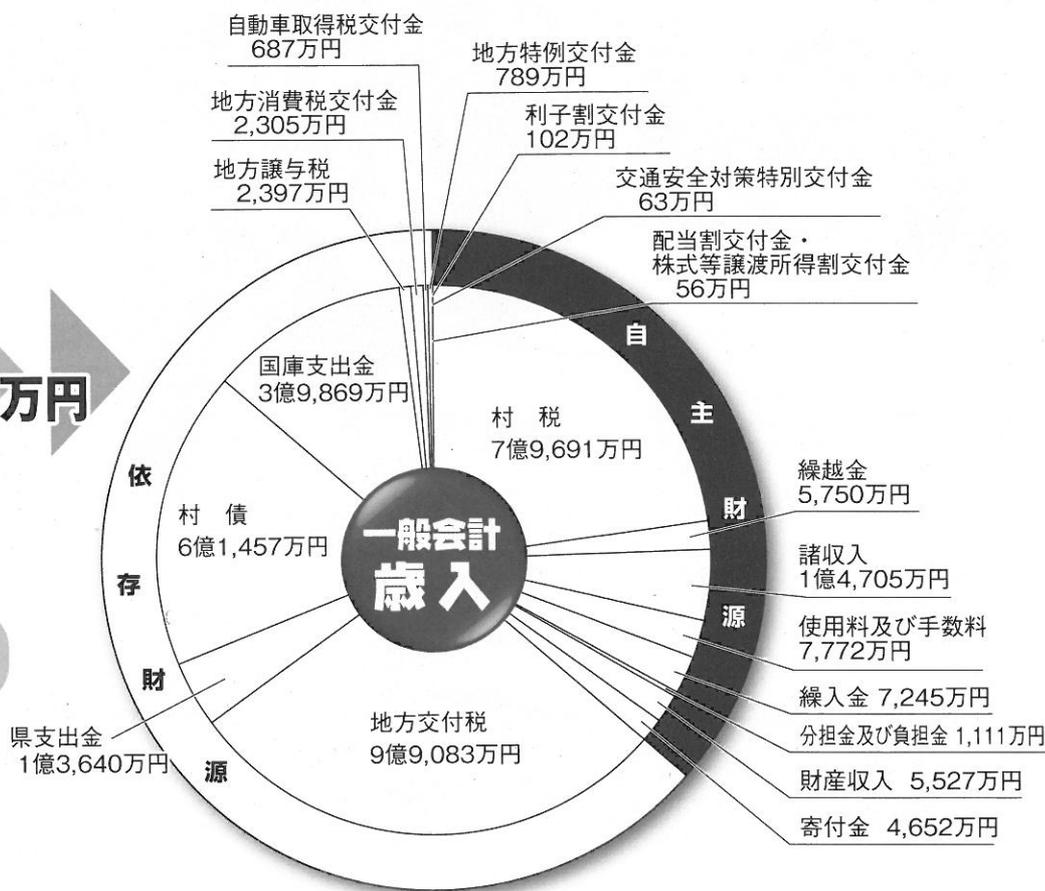 自動車取得税交付金
687万円
地方特例交付金
789万円
地方消費税交付金
2,305万円
利子割交付金
102万円
地方譲与税
2,397万円
交通安全対策特別交付金
63万円
配当割交付金・
株式等譲渡所得割交付金
56万円
万円
国庫支出金
3億9,869万円
村 税
7億9,691万円
自主財源
繰越金
5,750万円
村 債
6億1,457万円
一般会計
歳入
諸収入
1億4,705万円
依存財源
使用料及び手数料
7,772万円
繰入金 7,245万円
分担金及び負担金 1,111万円
県支出金
1億3,640万円
地方交付税
9億9,083万円
財産収入 5,527万円
寄付金 4,652万円